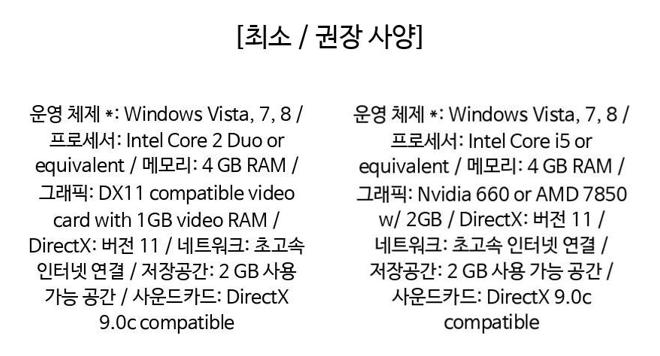 [최소 / 권장 사양]
운영 체제 *: Windows Vista, 7, 8 /
프로세서: Intel Core 2 Duo or
equivalent / 메모리: 4 GB RAM /
그래픽: DX11 compatible video
card with 1GB video RAM /
DirectX: 버전 11 / 네트워크: 초고속
인터넷 연결 / 저장공간: 2 GB 사용
가능 공간 / 사운드카드: DirectX
9.0c compatible
운영 체제 *: Windows Vista, 7, 8 /
프로세서: Intel Core i5 or
equivalent / 메모리: 4 GB RAM /
그래픽: Nvidia 660 or AMD 7850
w/ 2GB / DirectX: 버전 11 /
네트워크: 초고속 인터넷 연결 /
저장공간: 2 GB 사용 가능 공간 /
사운드카드: DirectX 9.0c
compatible